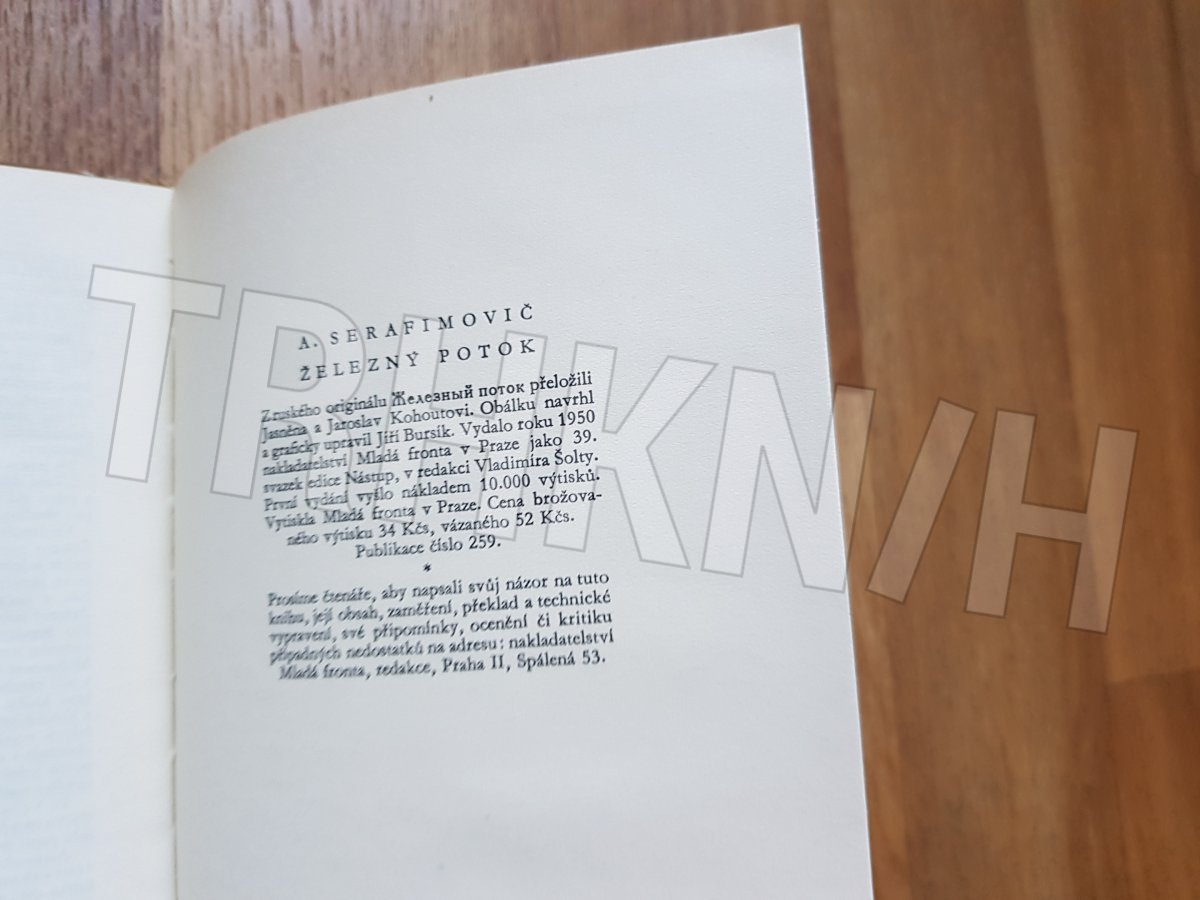 A. SERAFIMOVIČ
ŽELEZNÝ POTOK
Z ruského originálu Железный поток přeložili
Jasněna a Jaroslav Kohoutovi. Obálku navrhl
a graficky upravil Jiří Bursík. Vydalo roku 1950
nakladatelství Mladá fronta v Praze jako 39.
svazek edice Nástup, v redakci Vladimíra Šolty.
První vydání vyšlo nákladem 10.000 výtisků.
Vytiskla Mladá fronta v Praze. Cena brožova-
ného výtisku 34 Kčs, vázaného 52 Kčs.
Publikace číslo 259.
*
Prosíme čtenáře, aby napsali svůj názor na tuto
knihu, její obsah, zaměření, překlad a technické
vypravení, své připomínky, ocenění či kritiku
případných nedostatků na adresu: nakladatelství
Mladá fronta, redakce, Praha II, Spálená 53.
TRHKN/H